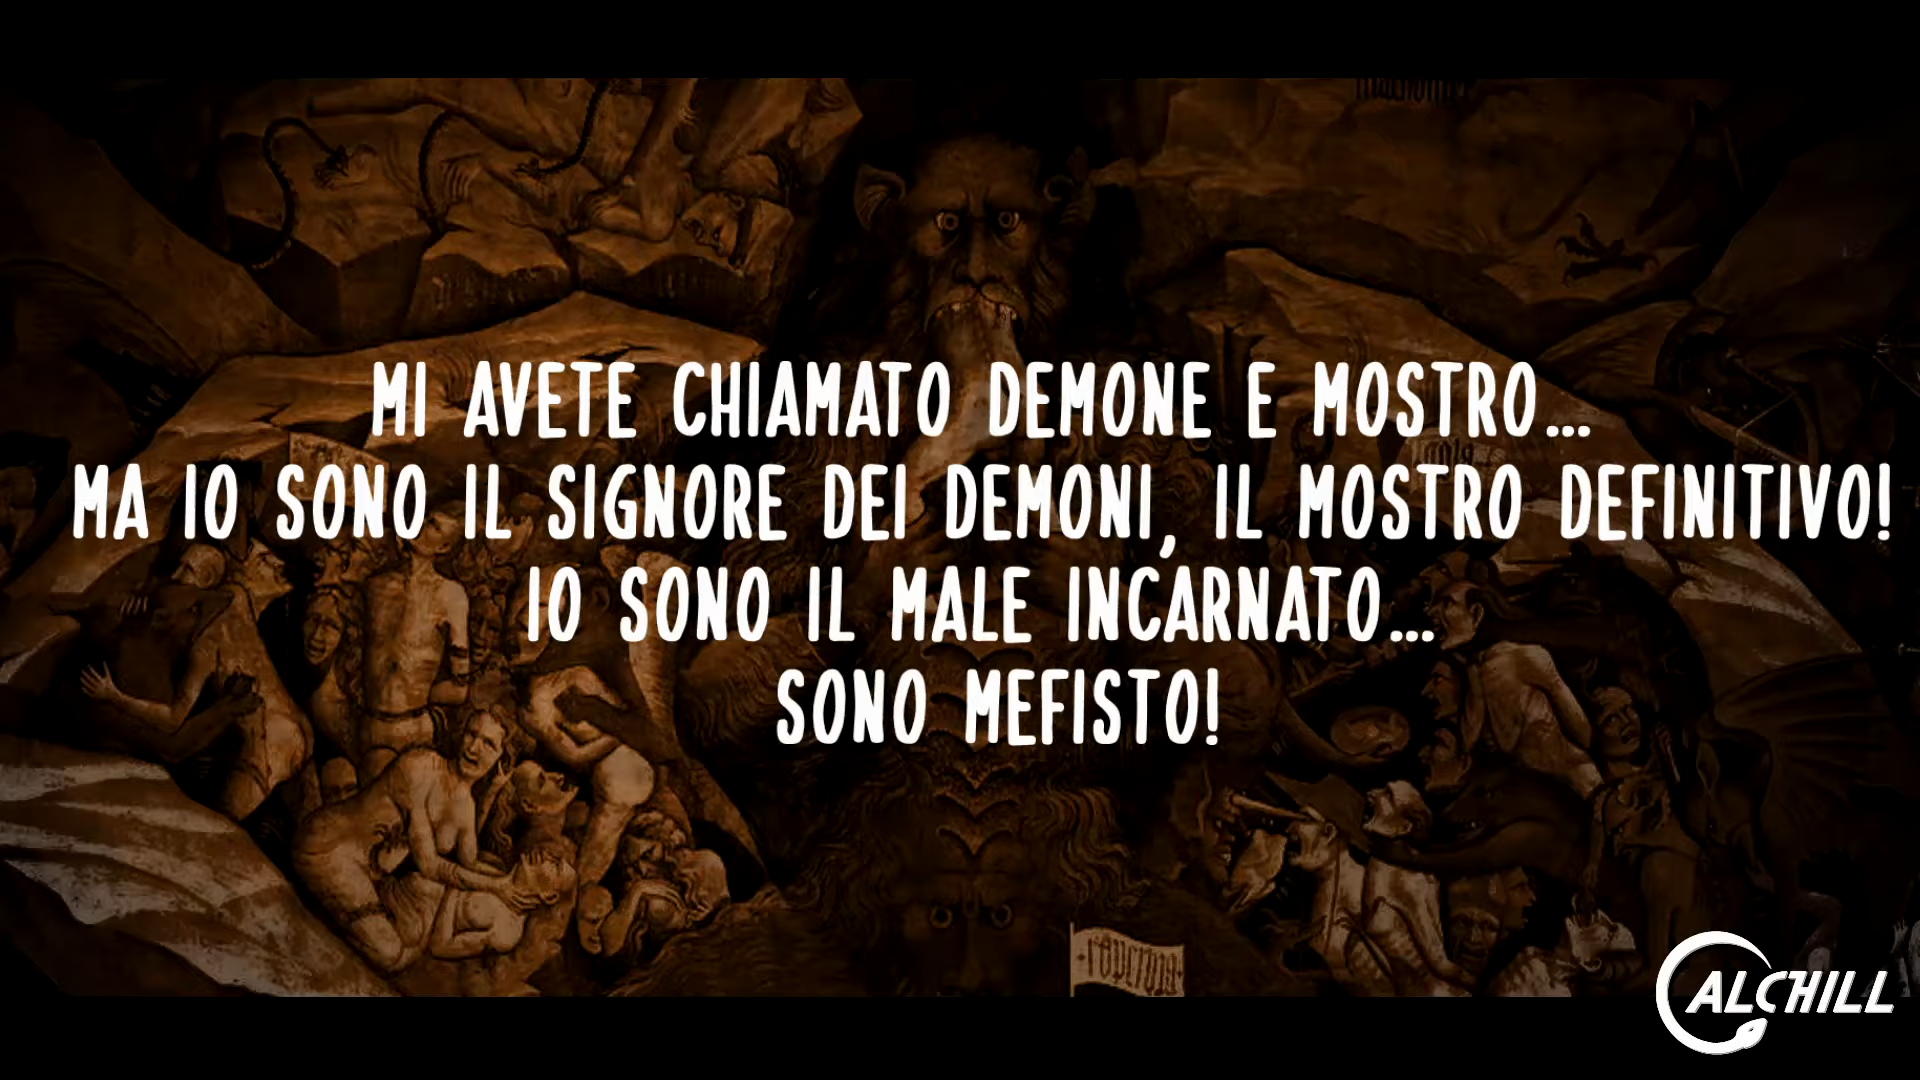 MI AVETE CHIAMATO DEMONE E MOSTRO...
MA IO SONO IL SIGNORE DEI DEMONI, IL MOSTRO DEFINITIVO!
IO SONO IL MALE INCARNATO...
SONO MEFISTO!
ALCHILL